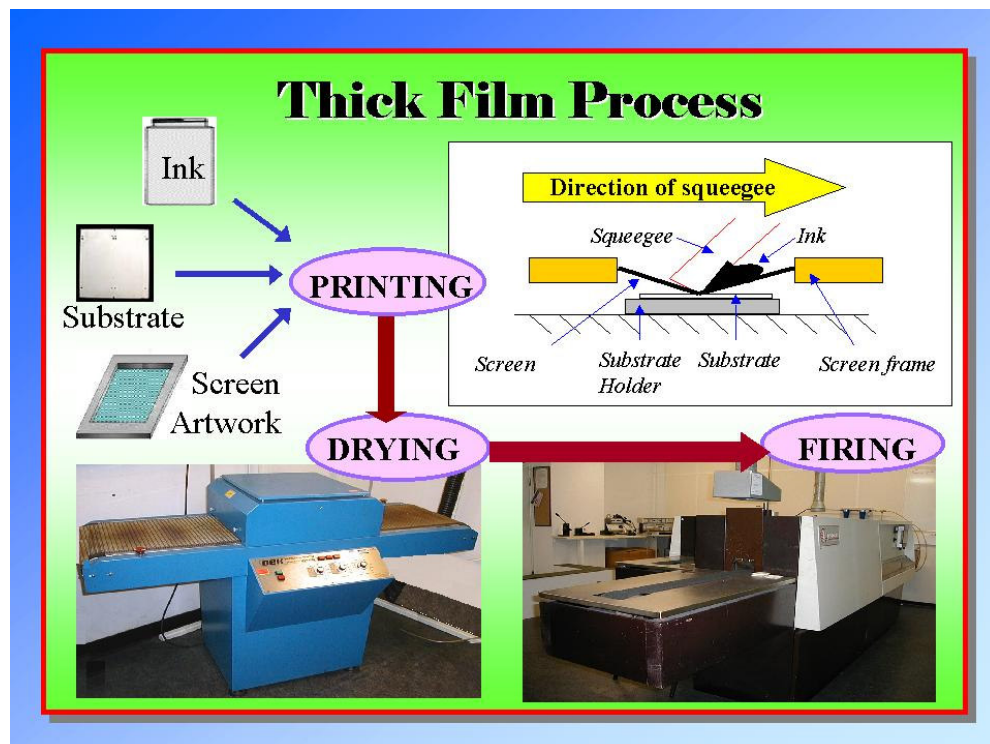 Thick Film Process
Ink
Substrate
Screen
Artwork
PRINTING
Direction of squeegee
Squeegee
Ink
Screen
Substrate
Holder
Substrate
Screen frame
DRYING
FIRING
DEK